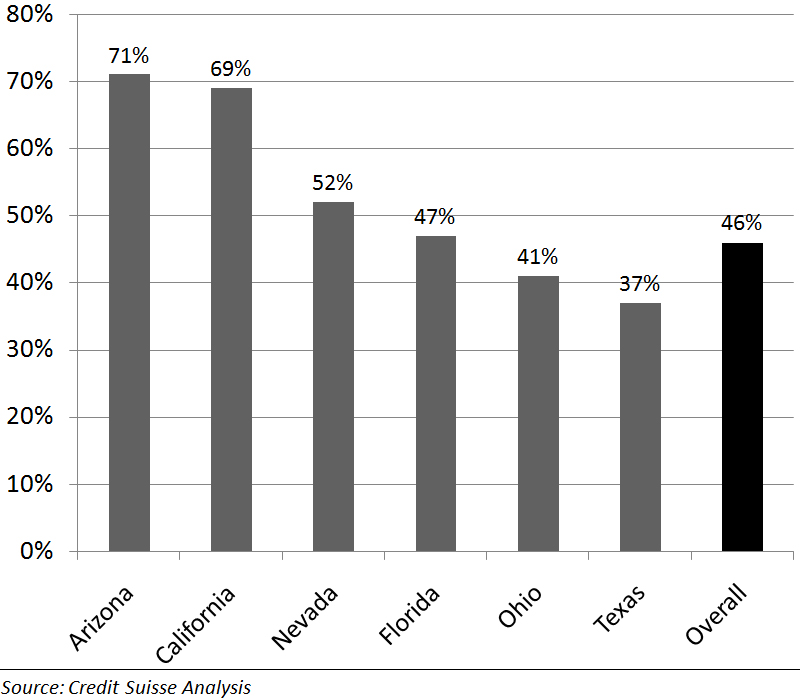 80%
71%
70%
69%
60%
52%
50%
47%
46%
41%
40%
37%
30%
20%
10%
0%
Arizona
California
Nevada
Florida
Ohio
Texas
Overall
Source: Credit Suisse Analysis